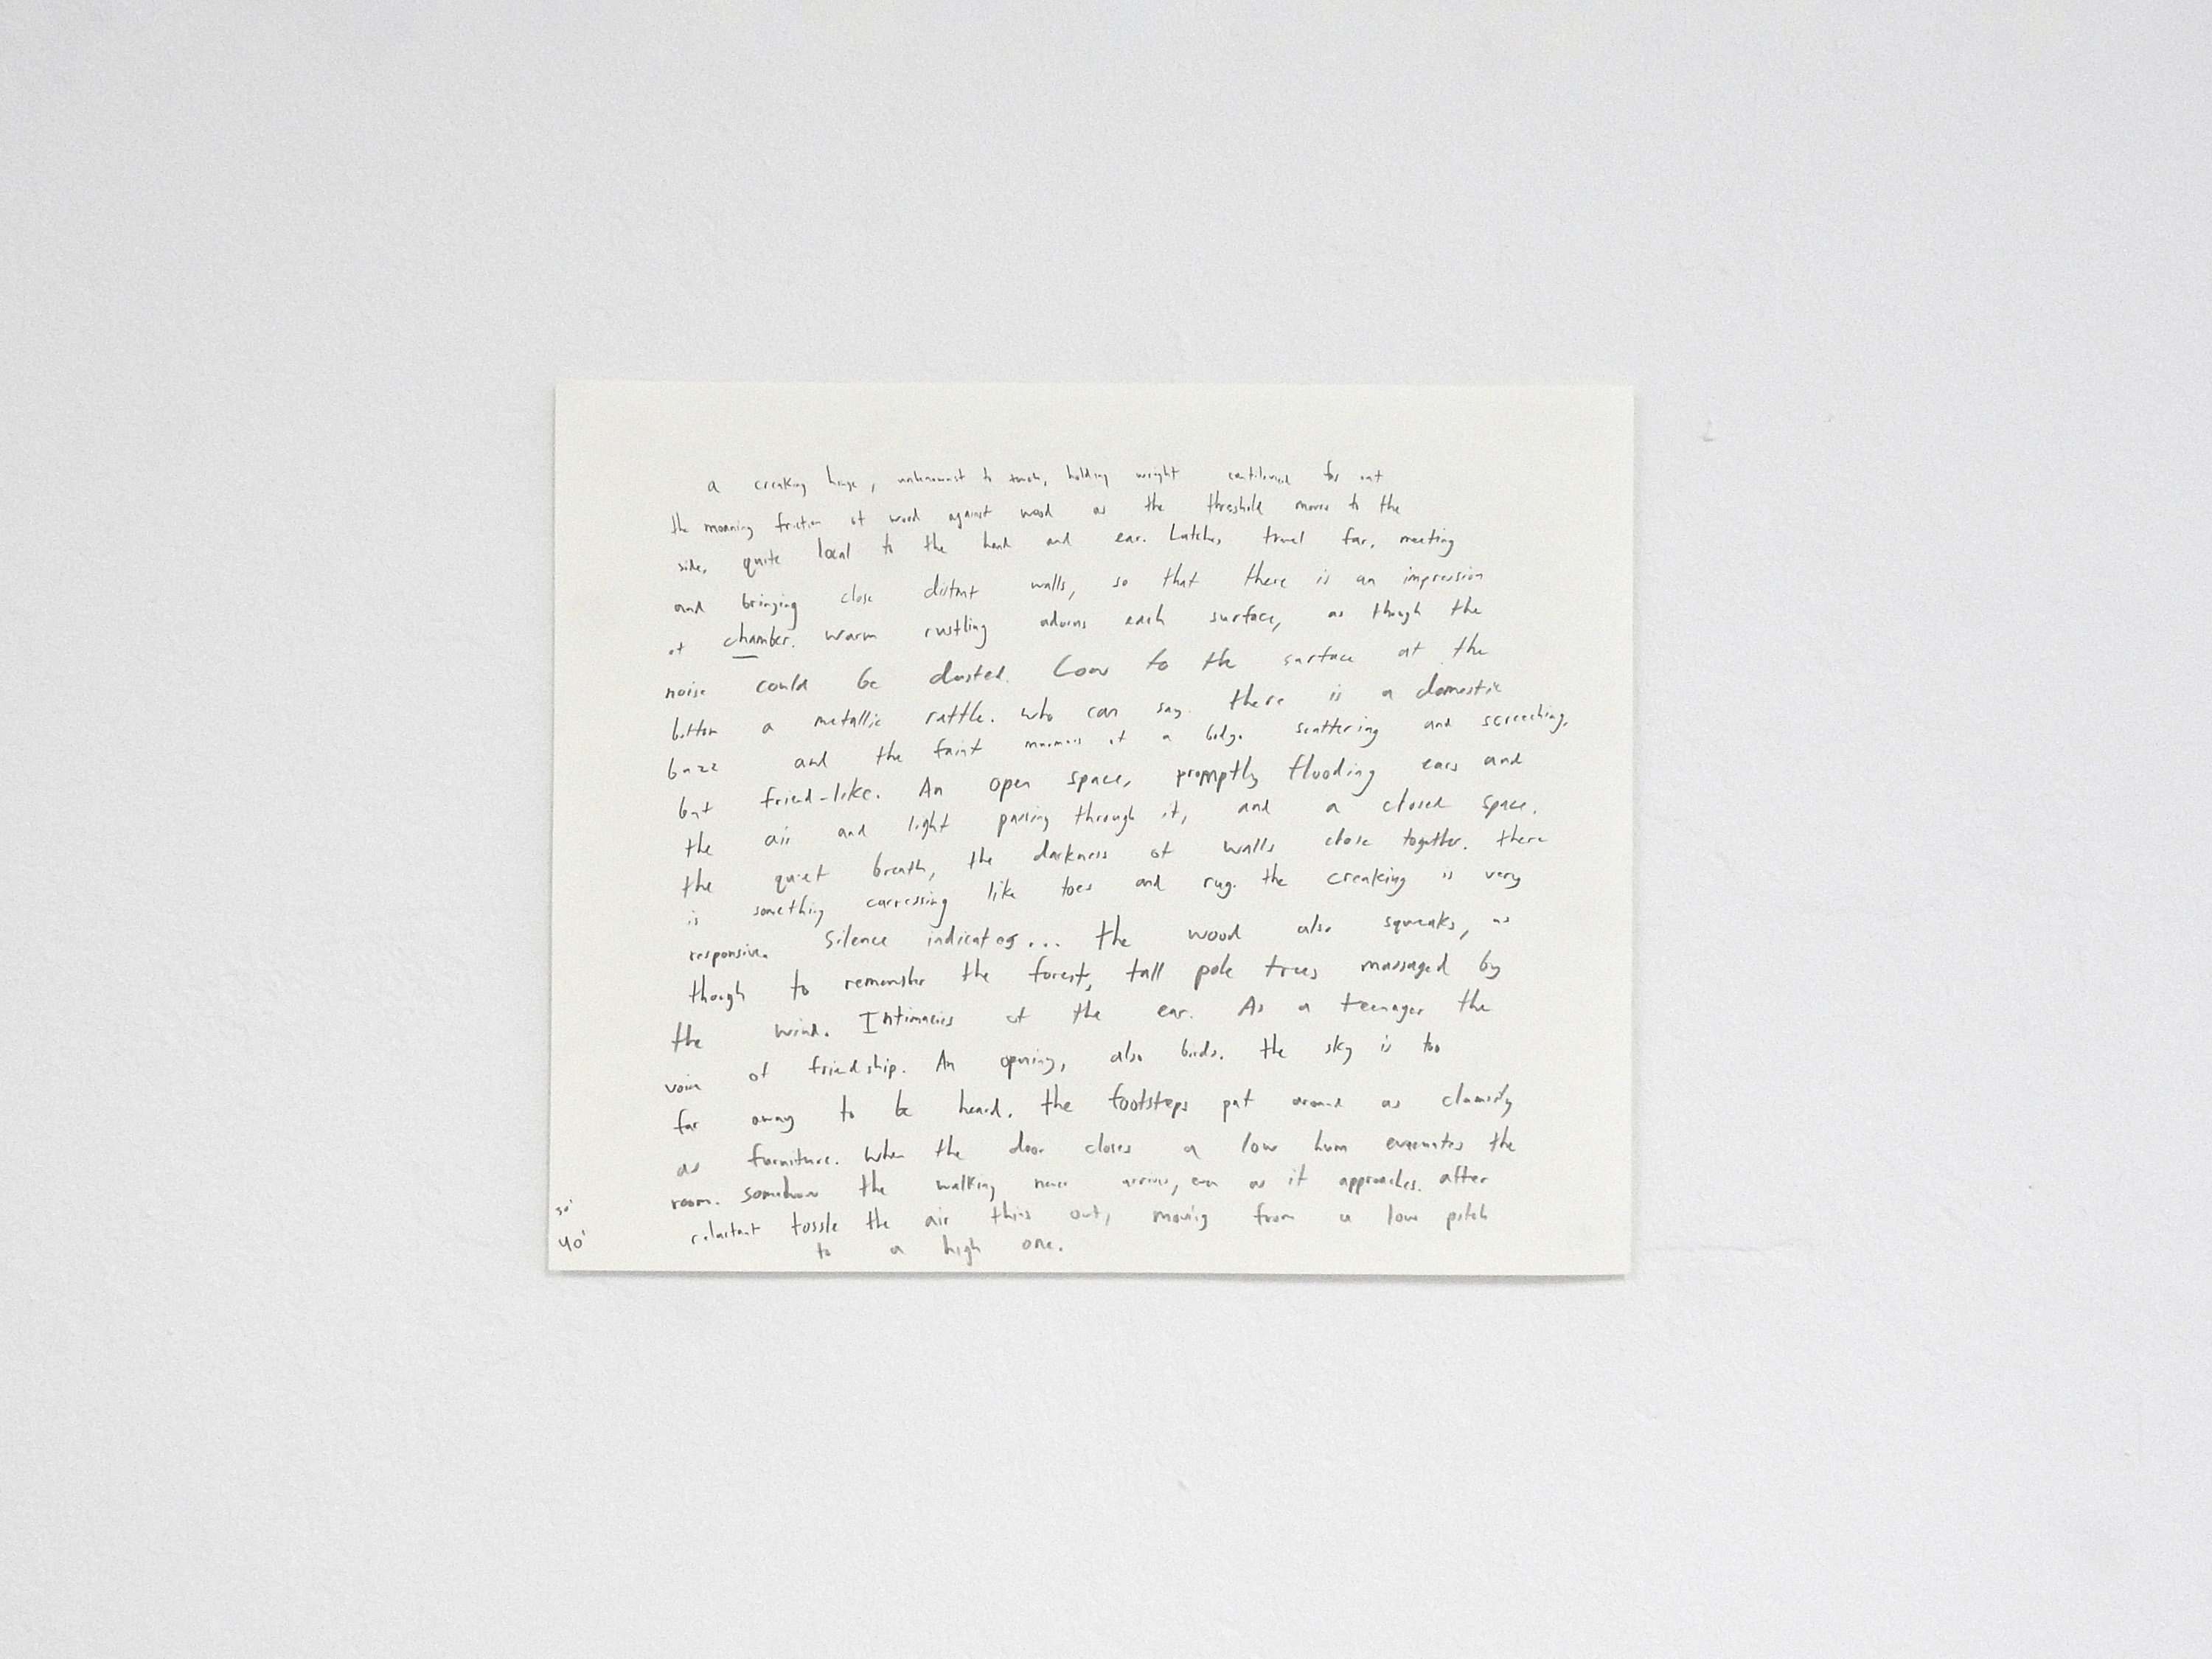 a creaking hinge, to touch, holding weight cantilevered far out
the moaning friction of wood against wood as the threshold moves to the
side, quite local to the hand and ear. Latches travel far, meeting
and bringing close distant walls, so that there is an impression
of chamber. warm rustling adorns each surface, as though the
noise could be dusted. Low to the surface at the
bottom a metallic rattle. who can say. there is a domestic
buzz and the faint murmurs of a body. scattering and screeching,
but friend-like. An open space, promptly flooding ears and
the air and light passing through it, and a closed space.
the quiet breath, the darkness of walls close together. there
is something carressing like toes and rug. the creaking is very
responsive. Silence indicates... the wood also squeaks, as
though to remember the forest, tall pole trees massaged by
the wind. Intimacies of the ear. As a teenager the
voice of friendship. An opening, also birds. the sky is too
far away to be heard. the footsteps pat around as clumsily
as furniture. When the door closes a low hum the
room. Somehow the walking never arrives, even as it approaches. after
reluctant tussle the air thins out, moving from a low pitch
40'
to a high one.